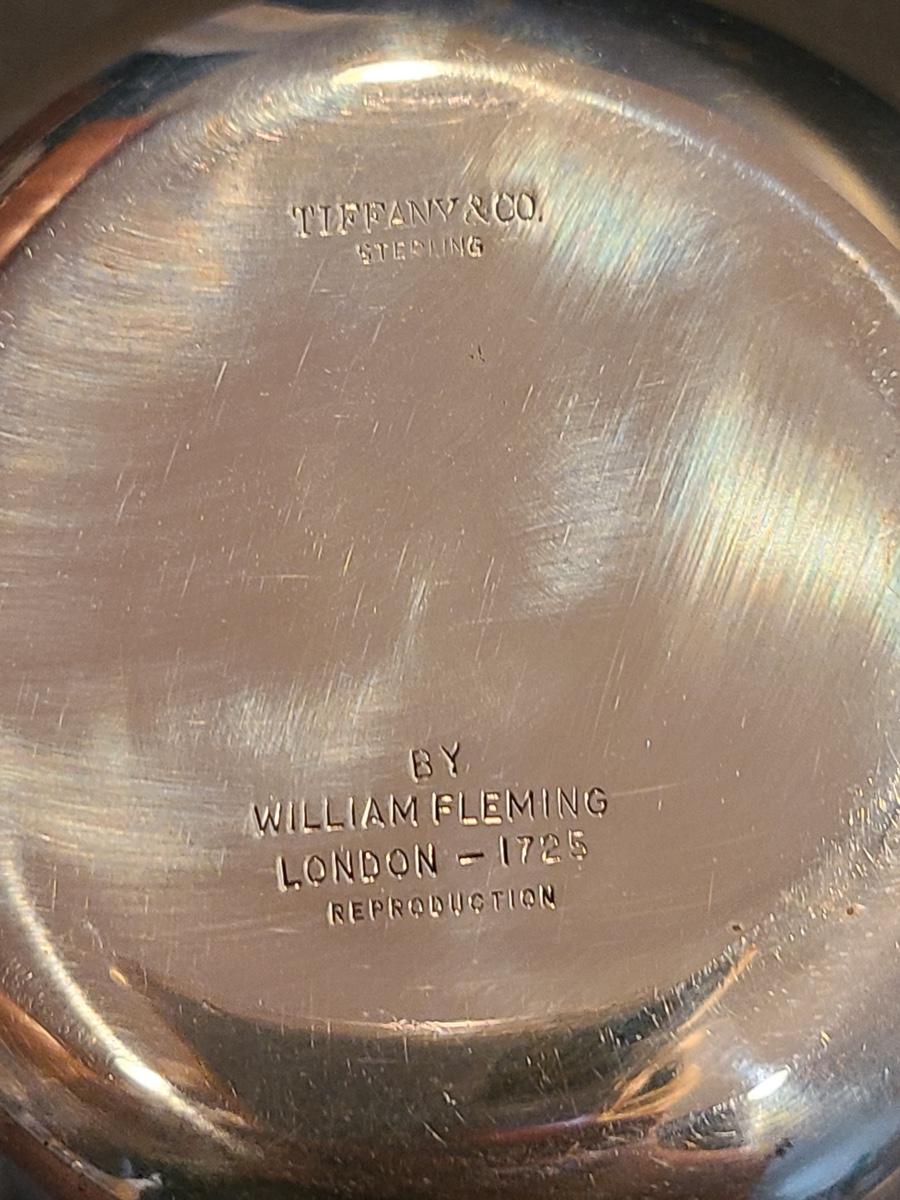 TIFFANY & CO.
STERLING
BY
WILLIAM FLEMING
LONDON - 1725
REPRODUCTION